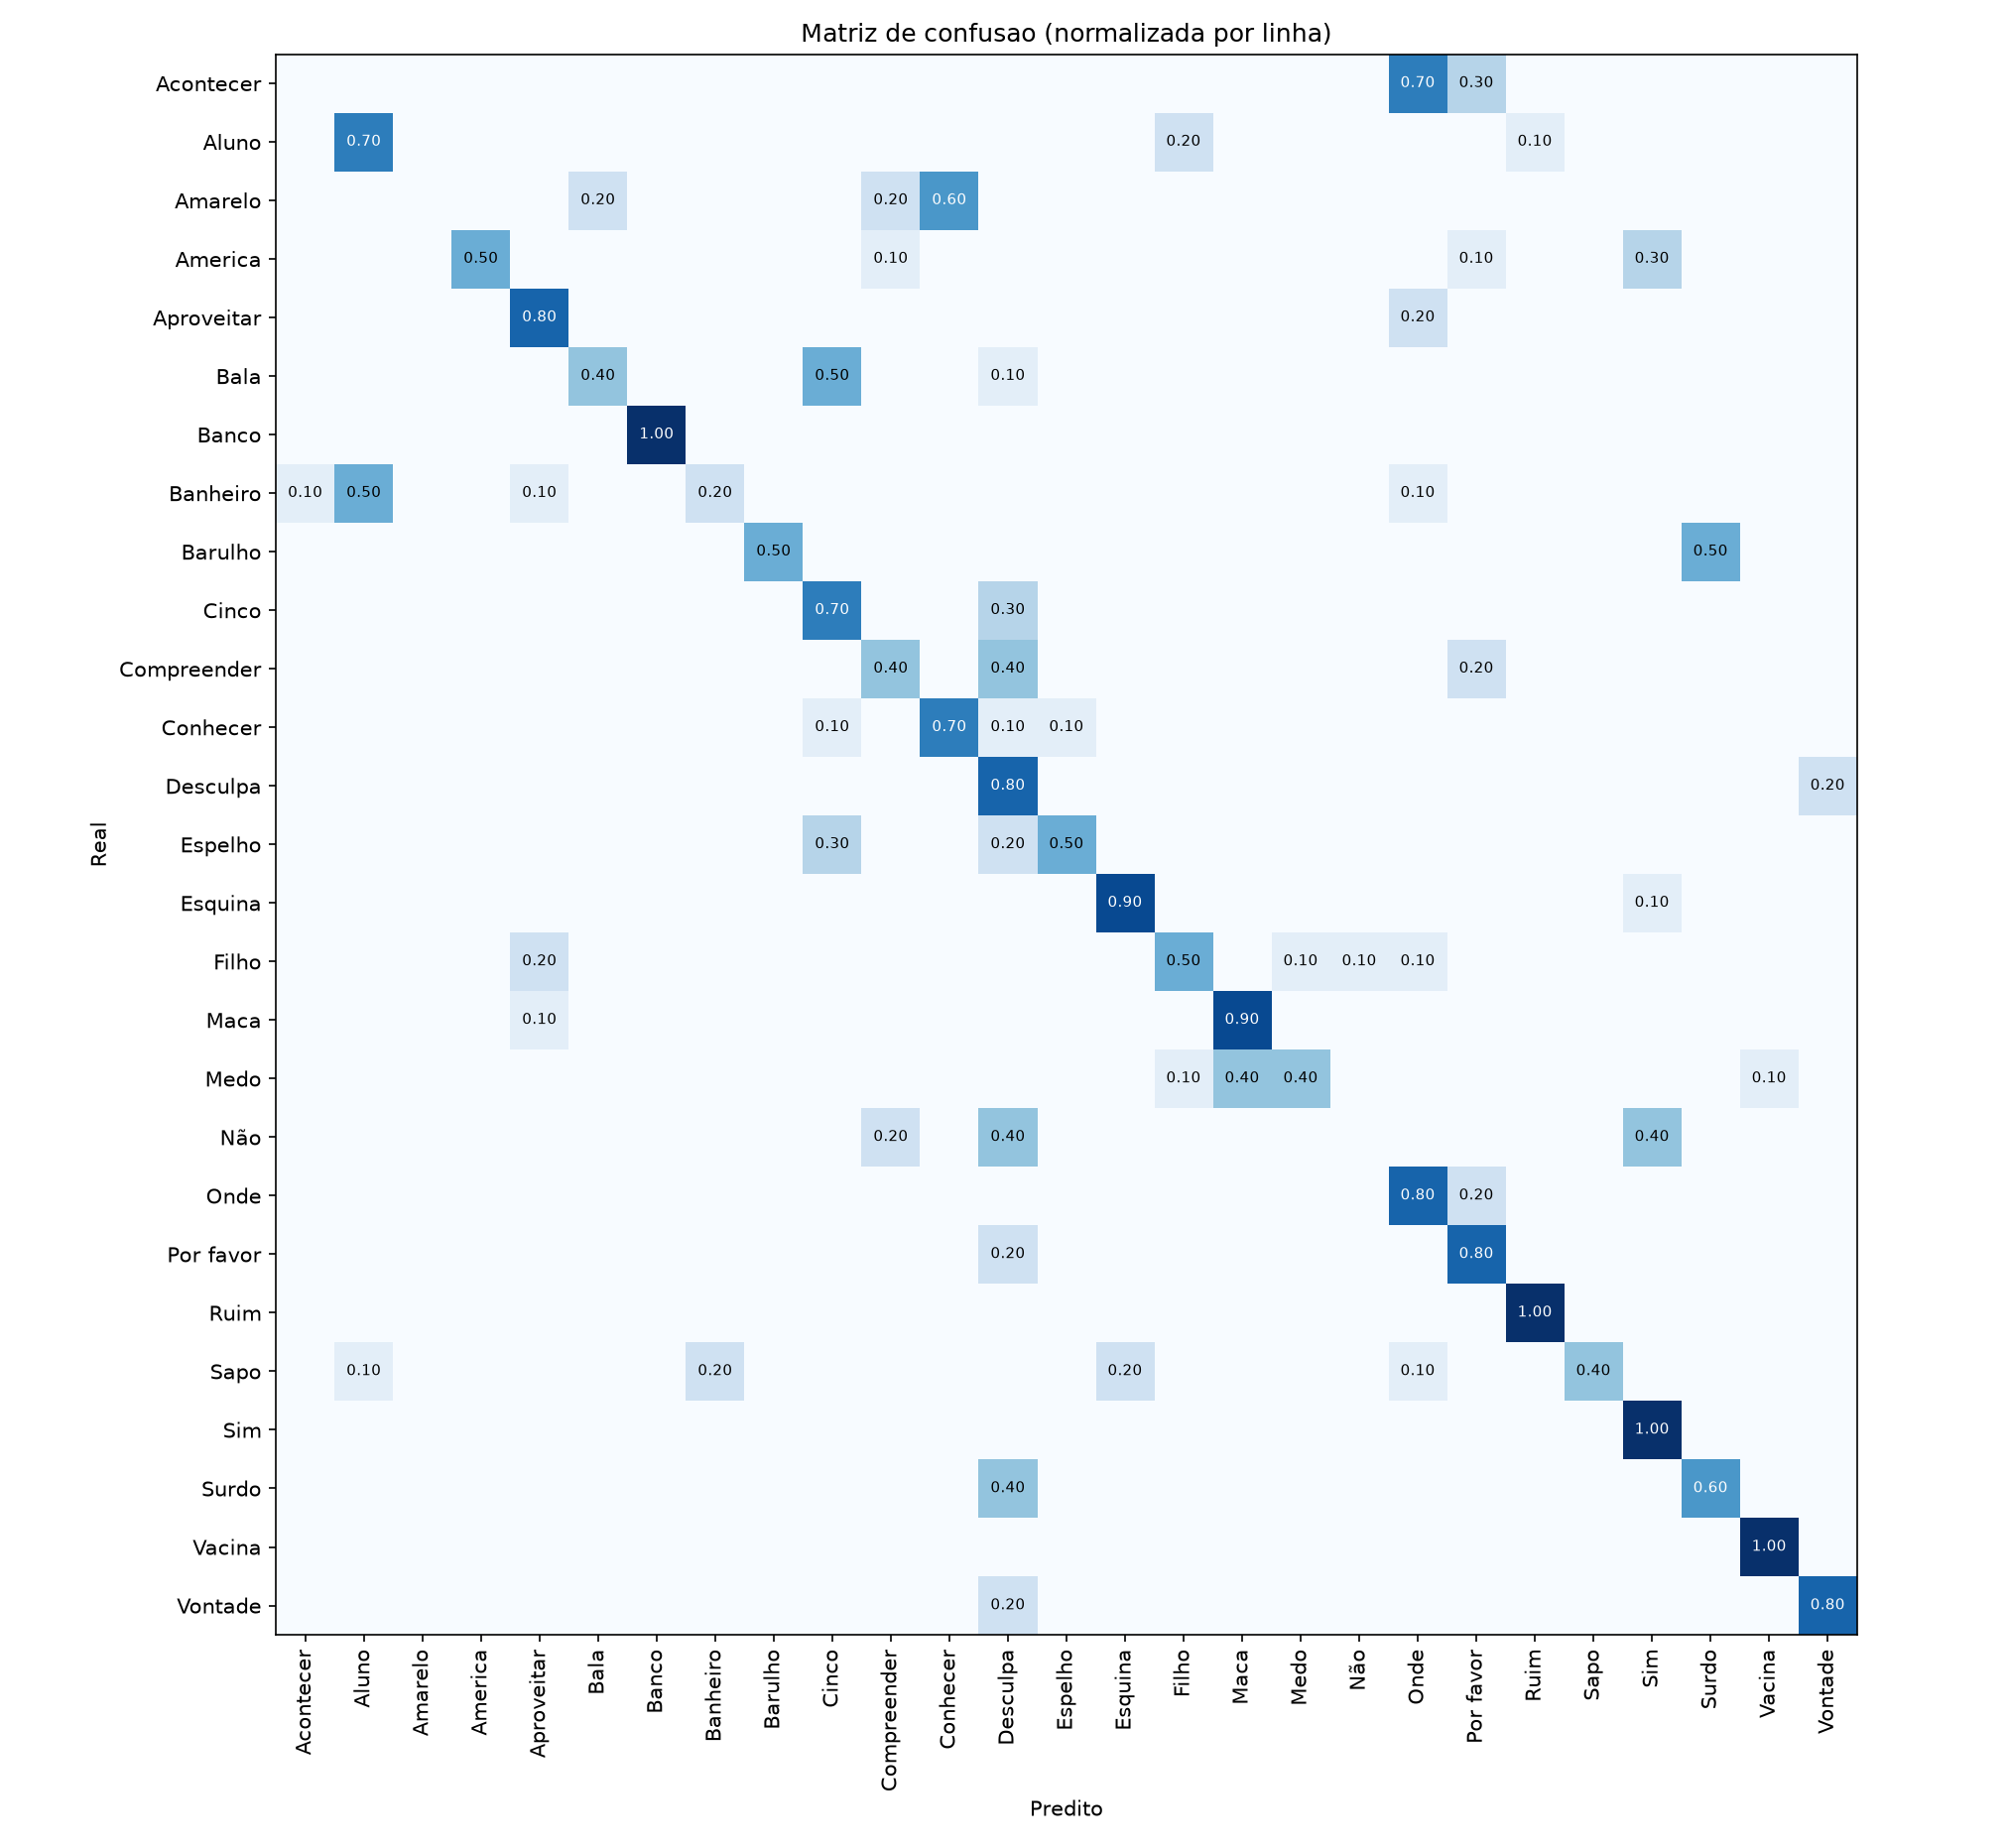 Matriz de confusao (normalizada por linha)
Acontecer 0.70 0.30
Aluno 0.70 0.20 0.10
Amarelo 0.20 0.20 0.60
America 0.50 0.10 0.10 0.30
Aproveitar 0.80 0.20
Bala 0.40 0.50 0.10
Banco 1.00
Banheiro 0.10 0.50 0.10 0.20 0.10
Barulho 0.50 0.50
Cinco 0.70 0.30
Compreender 0.40 0.40 0.20
Conhecer 0.10 0.70 0.10 0.10
Desculpa 0.80 0.20
Real
Espelho 0.30 0.20 0.50
Esquina 0.90 0.10
Filho 0.20 0.50 0.10 0.10 0.10
Maca 0.10 0.90
Medo 0.10 0.40 0.40 0.10
Não 0.20 0.40 0.40
Onde 0.80 0.20
Por favor 0.20 0.80
Ruim 1.00
Sapo 0.10 0.20 0.20 0.10 0.40
Sim 1.00
Surdo 0.40 0.60
Vacina 1.00
Vontade 0.20 0.80
Acontecer Aluno Amarelo America Aproveitar Bala Banco Banheiro Barulho Cinco Compreender Conhecer Desculpa Espelho Esquina Filho Maca Medo Não Onde Por favor Ruim Sapo Sim Surdo Vacina Vontade
Predito